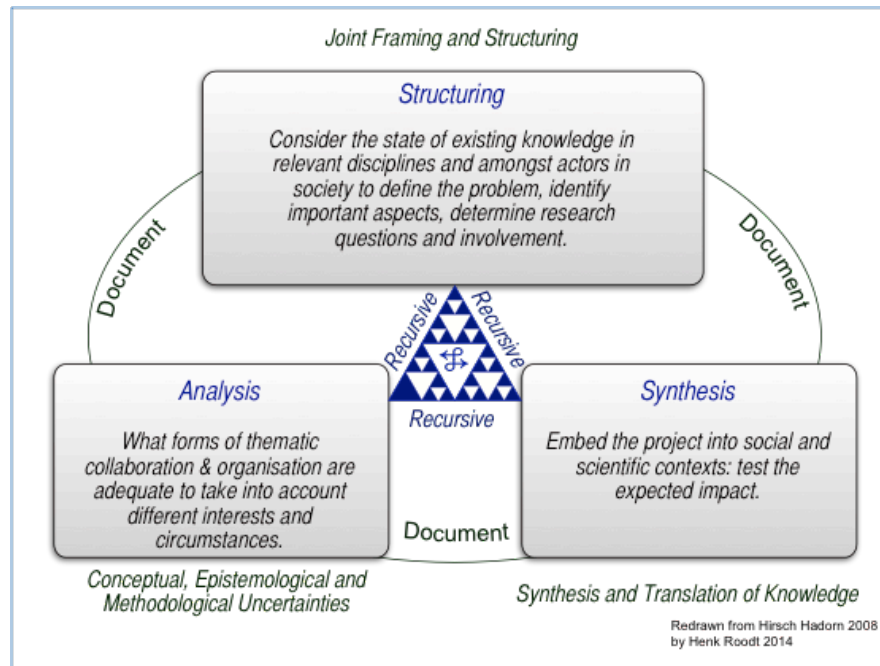 Joint Framing and Structuring
Structuring
Consider the state of existing knowledge in
relevant disciplines and amongst actors in
society to define the problem, identify
important aspects, determine research
questions and involvement.
Document
Document
Recursive
Recursive
Recursive
Analysis
What forms of thematic
collaboration & organisation are
adequate to take into account
different interests and
circumstances.
Synthesis
Embed the project into social and
scientific contexts: test the
expected impact.
Document
Conceptual, Epistemological and
Methodological Uncertainties
Synthesis and Translation of Knowledge
Redrawn from Hirsch Hadorn 2008
by Henk Roodt 2014